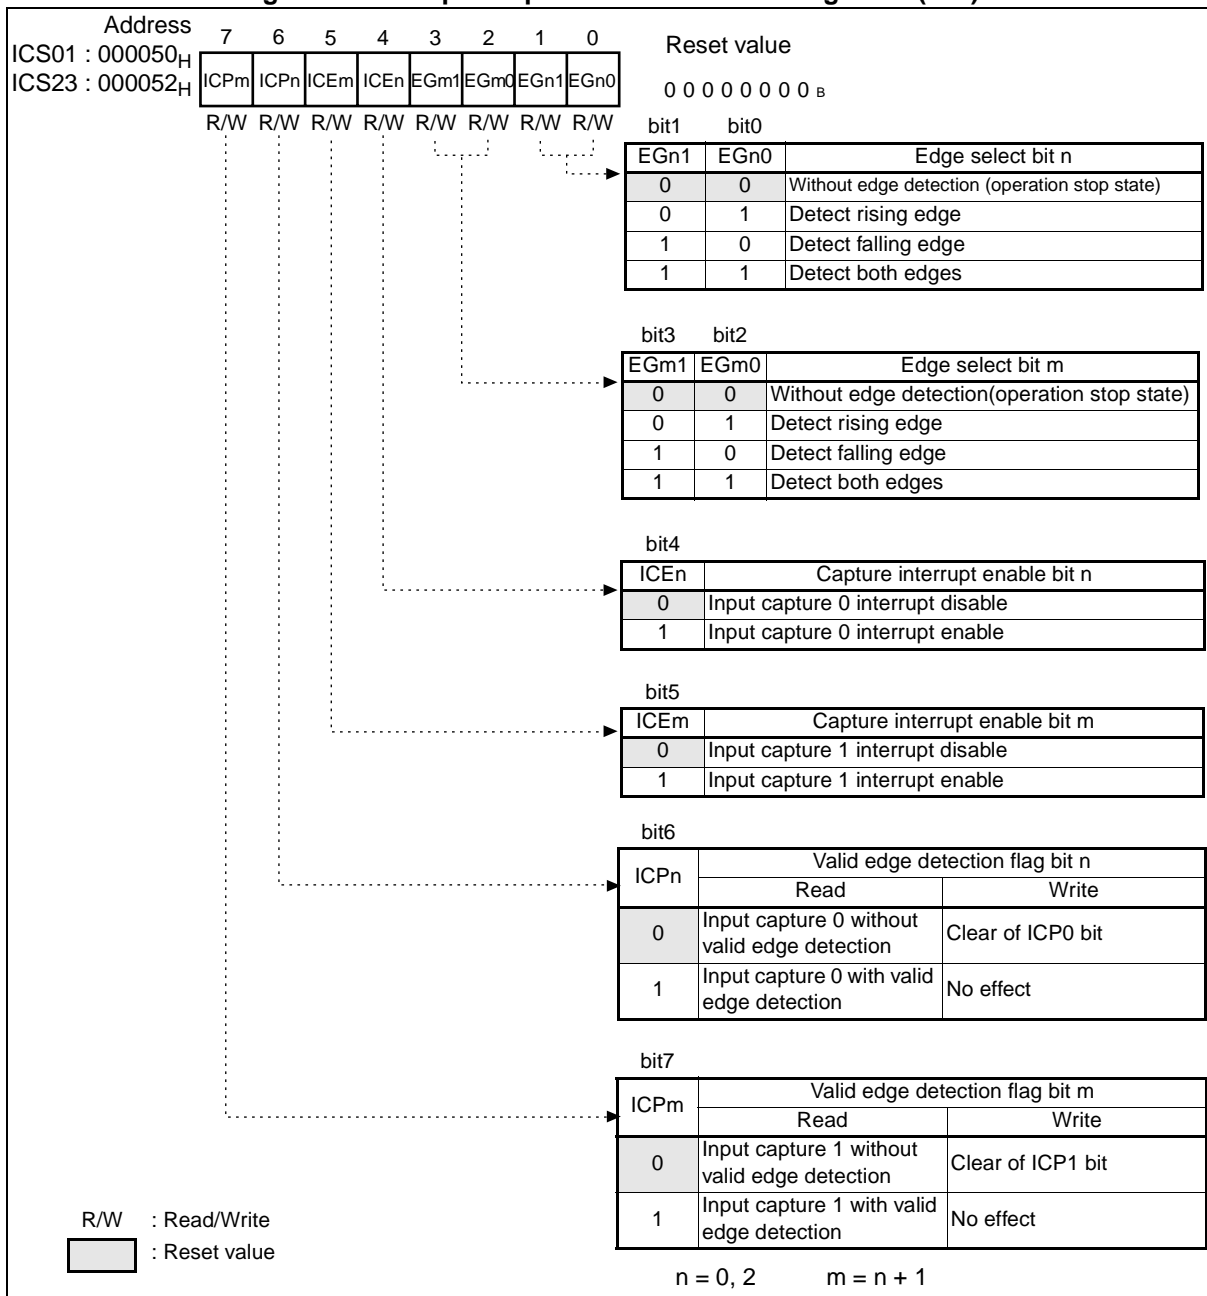 Address 7 6 5 4 3 2 1 0
Reset value
ICS01 : 000050H
ICS23 : 000052H
ICPm ICPn ICEm ICEn EGm1 EGm0 EGn1 EGn0
0 0 0 0 0 0 0 0 B
R/W R/W R/W R/W R/W R/W R/W R/W
bit1 bit0
EGn1 EGn0 Edge select bit n
0 0 Without edge detection (operation stop state)
0 1 Detect rising edge
1 0 Detect falling edge
1 1 Detect both edges
bit3 bit2
EGm1 EGm0 Edge select bit m
0 0 Without edge detection(operation stop state)
0 1 Detect rising edge
1 0 Detect falling edge
1 1 Detect both edges
bit4
ICEn Capture interrupt enable bit n
0 Input capture 0 interrupt disable
1 Input capture 0 interrupt enable
bit5
ICEm Capture interrupt enable bit m
0 Input capture 1 interrupt disable
1 Input capture 1 interrupt enable
bit6
ICPn Valid edge detection flag bit n
Read Write
0 Input capture 0 without
valid edge detection
Clear of ICP0 bit
1 Input capture 0 with valid
edge detection
No effect
bit7
ICPm Valid edge detection flag bit m
Read Write
0 Input capture 1 without
valid edge detection
Clear of ICP1 bit
1 Input capture 1 with valid
edge detection
No effect
R/W : Read/Write
: Reset value
n = 0, 2 m = n + 1